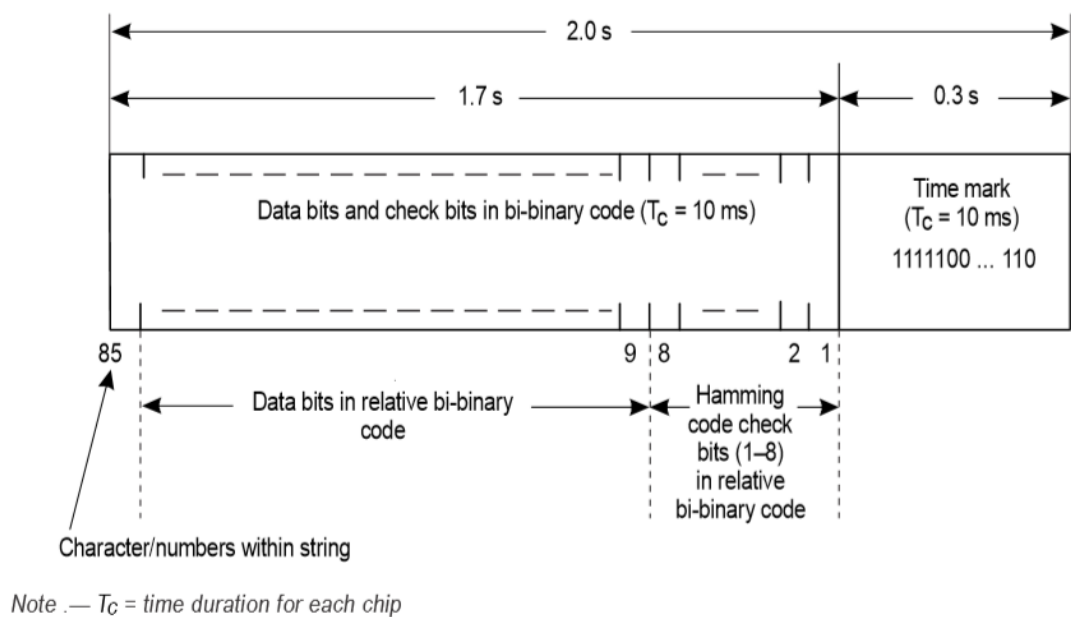 2.0 s
1.7 s
0.3 s
Data bits and check bits in bi-binary code (TC = 10 ms)
Time mark
(TC = 10 ms)
1111100 ... 110
85
9
8
2
1
Data bits in relative bi-binary
code
Hamming
code check
bits (1–8)
in relative
bi-binary code
Character/numbers within string
Note .— TC = time duration for each chip